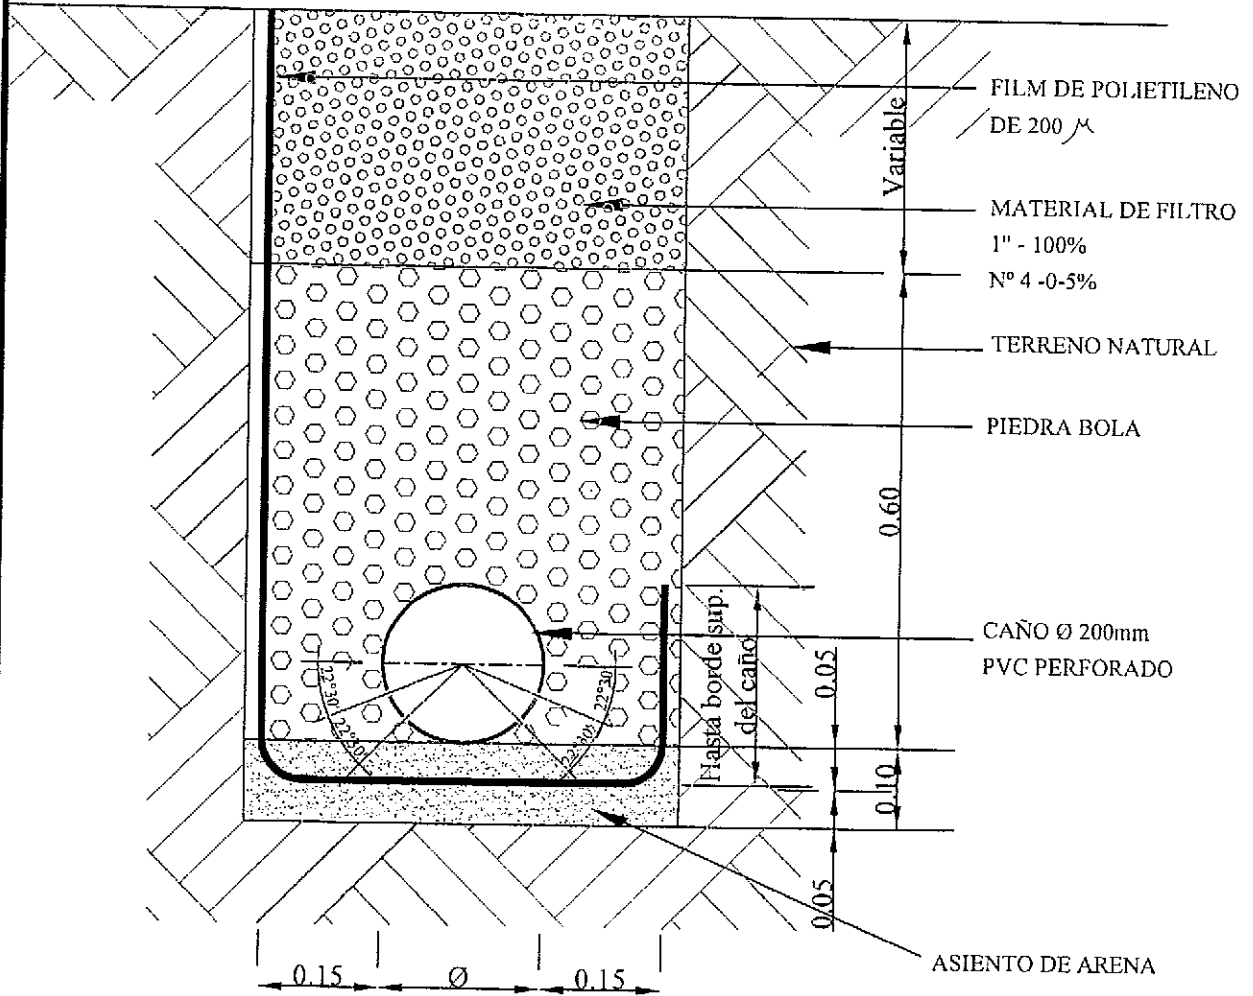 FILM DE POLIETILENO
DE 200 μ
Variable
MATERIAL DE FILTRO
1" - 100%
Nº 4 -0-5%
TERRENO NATURAL
PIEDRA BOLA
0.60
CAÑO Ø 200mm
PVC PERFORADO
Hasta borde sup.
del caño
0.05
22°30'
22°30'
22°30'
22°30'
0.10
0.05
ASIENTO DE ARENA
0.15
Ø
0.15